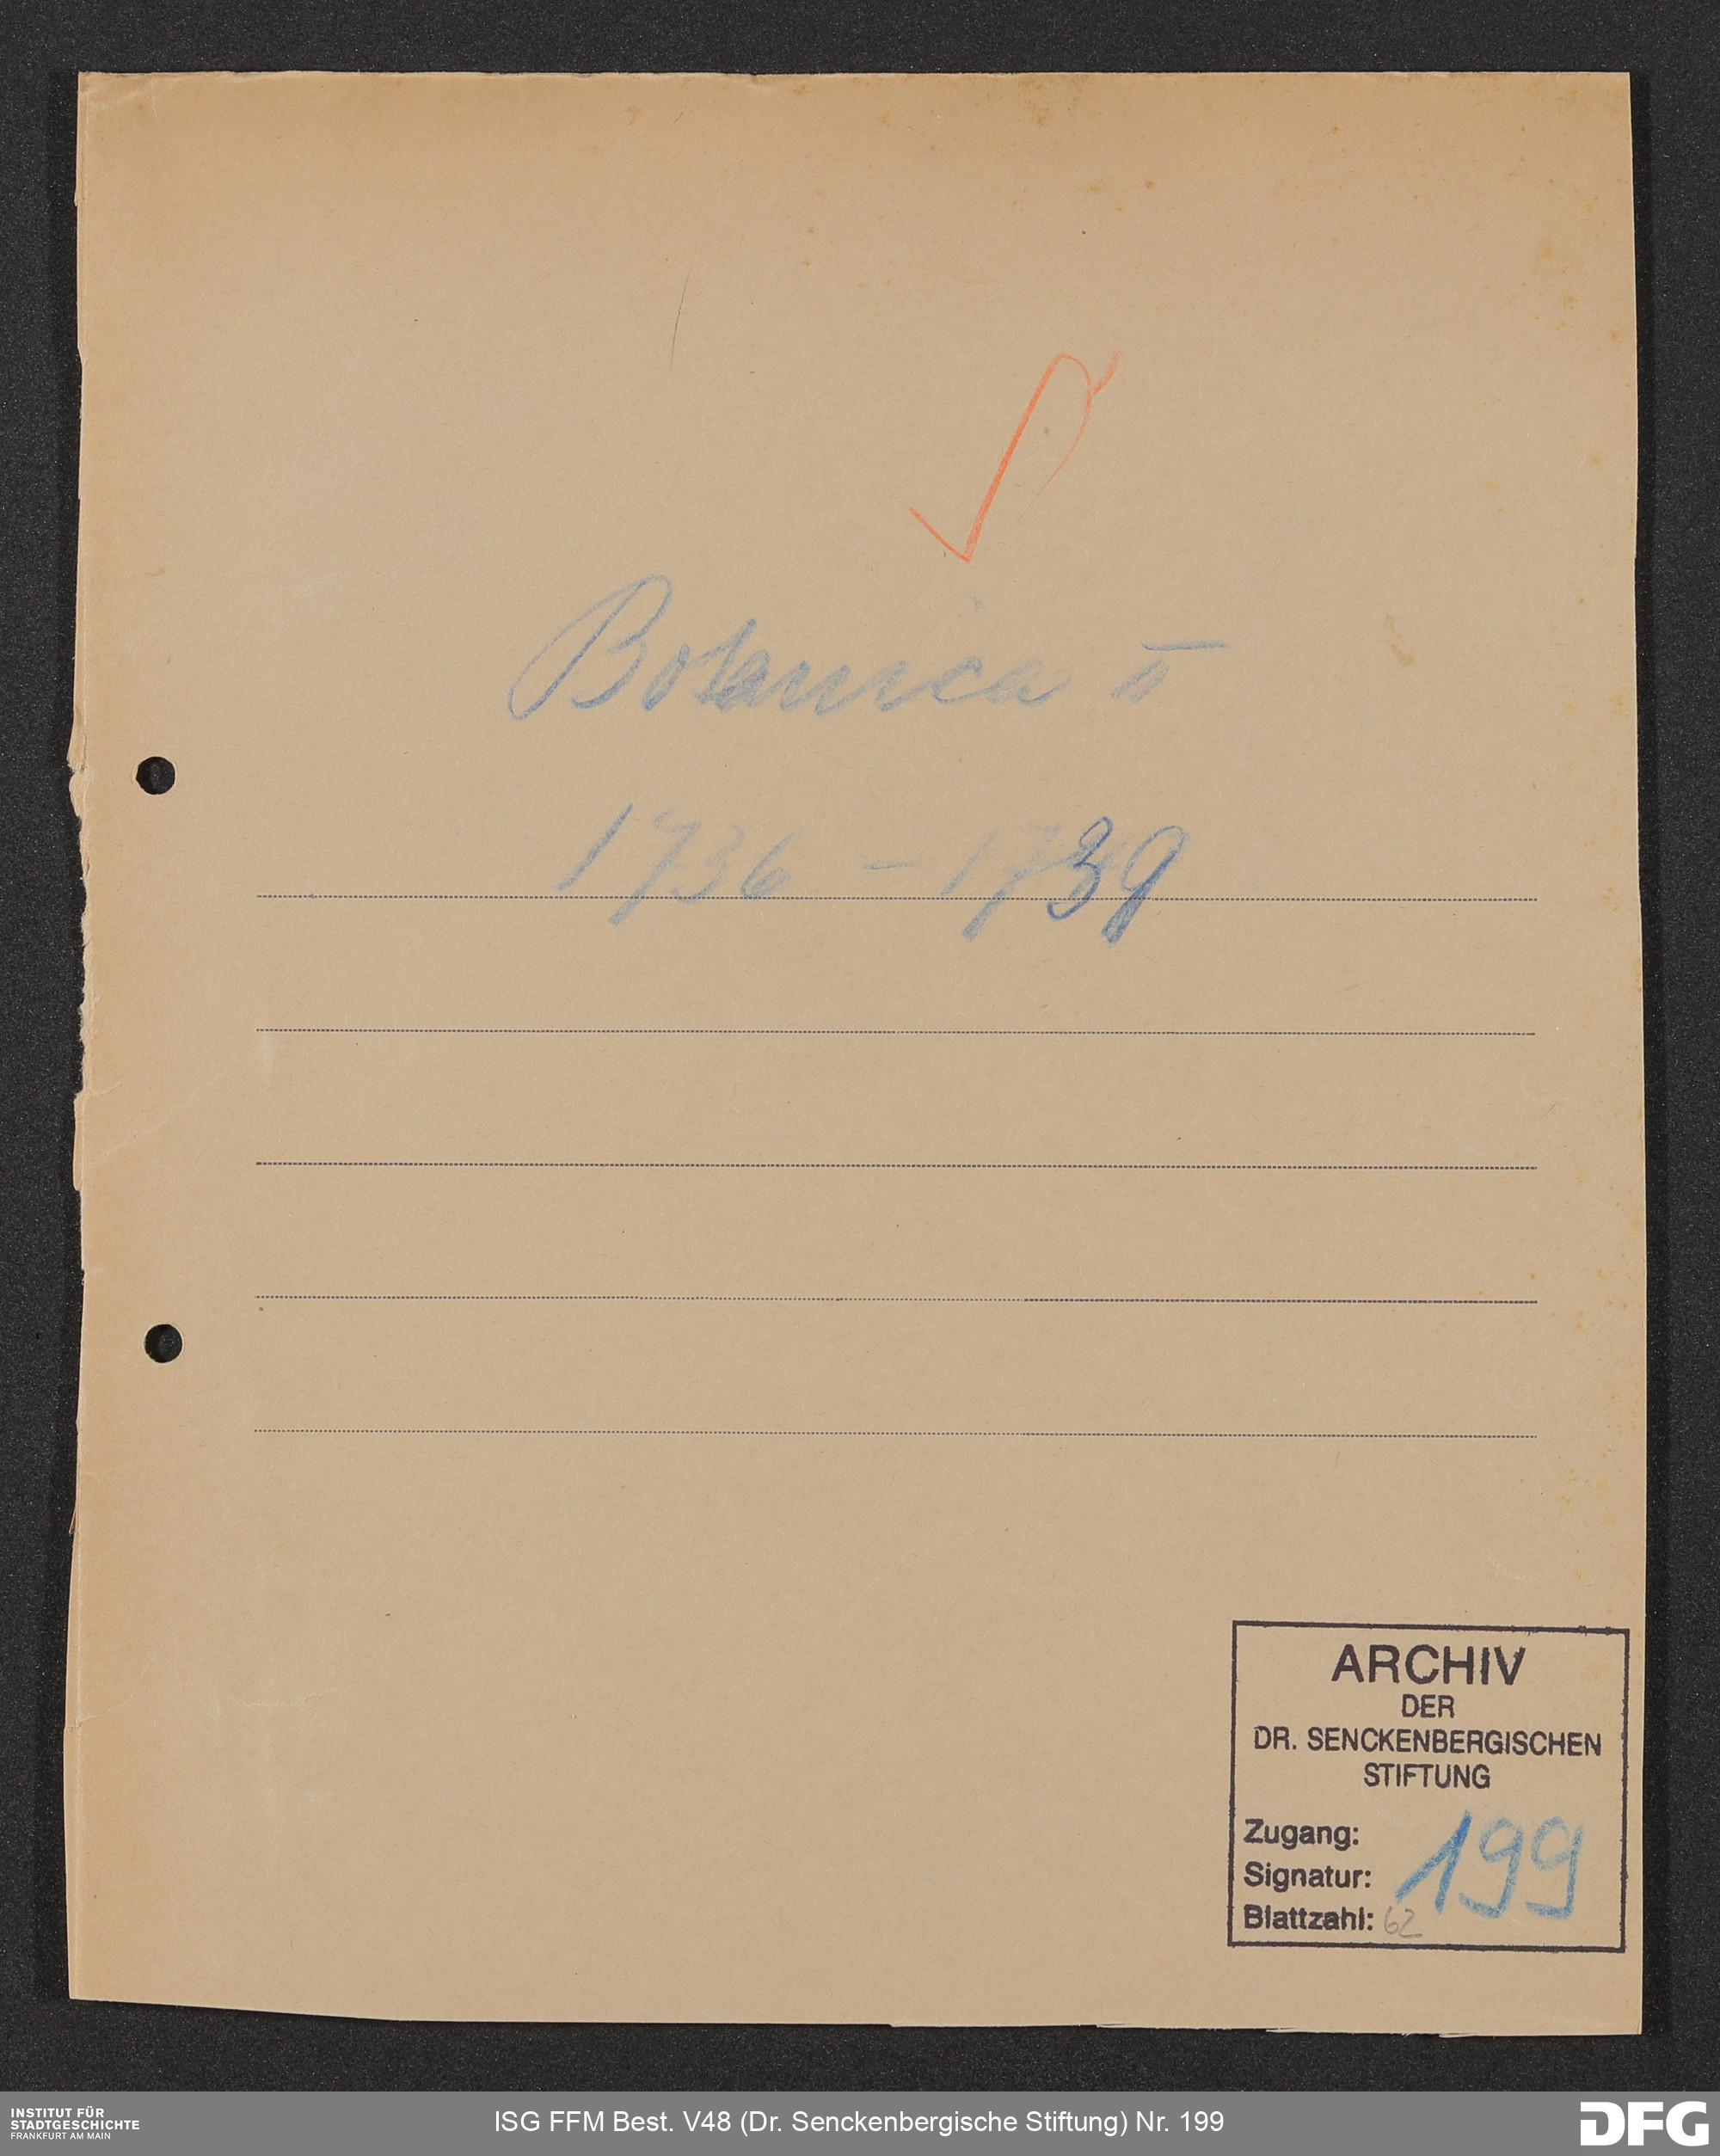 Botanica
1736 - 1739
ARCHIV
DER
DR. SENCKENBERGISCHEN
STIFTUNG
Zugang:
Signatur: 199
Blattzahl: 62
INSTITUT FÜR
STADTGESCHICHTE
FRANKFURT AM MAIN
ISG FFM Best. V48 (Dr. Senckenbergische Stiftung) Nr. 199
DFG